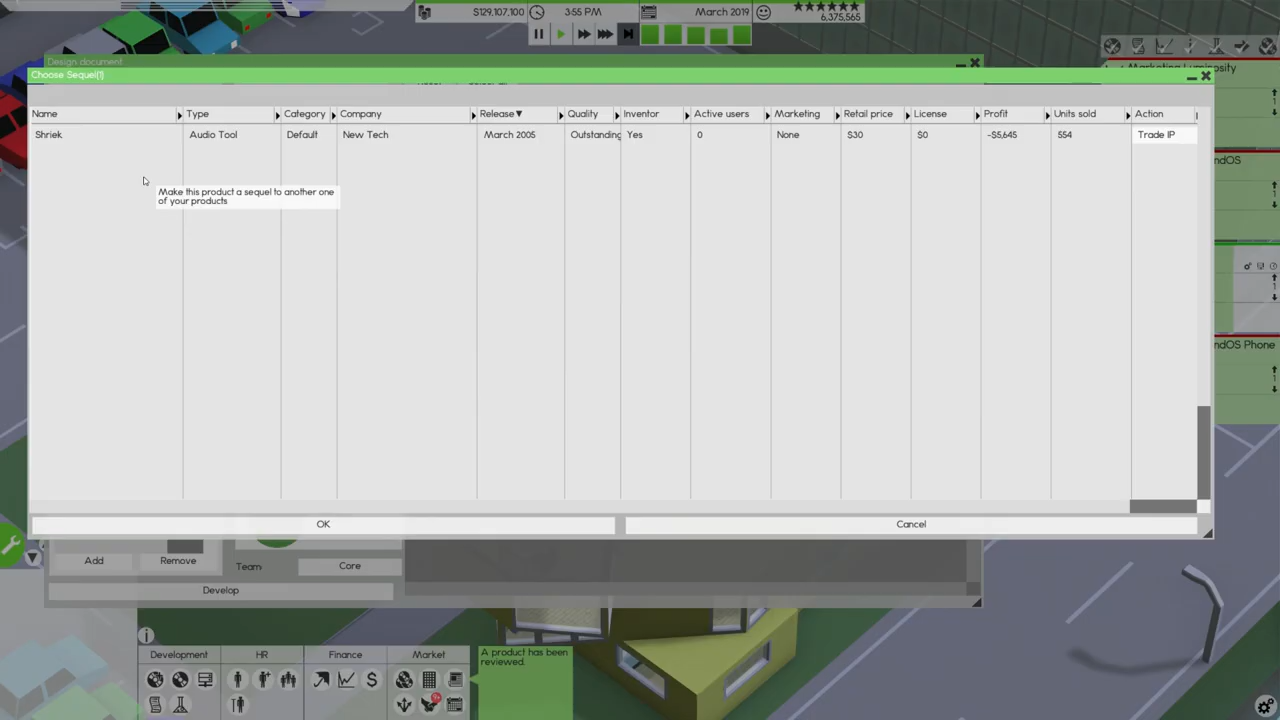 $129,107,100
3:55 PM
March 2019
6,375,565
Design document
Choose Sequel(1)
Marketing Luminosity
Name
Type
Category
Company
Release▼
Quality
Inventor
Active users
Marketing
Retail price
License
Profit
Units sold
Action
Shriek
Audio Tool
Default
New Tech
March 2005
Outstanding
Yes
0
None
$30
$0
-$5,645
554
Trade IP
ndOS
Make this product a sequel to another one
of your products
ndOS Phone
OK
Cancel
Add
Remove
Team
Core
Develop
Development
HR
Finance
Market
A product has been
reviewed.